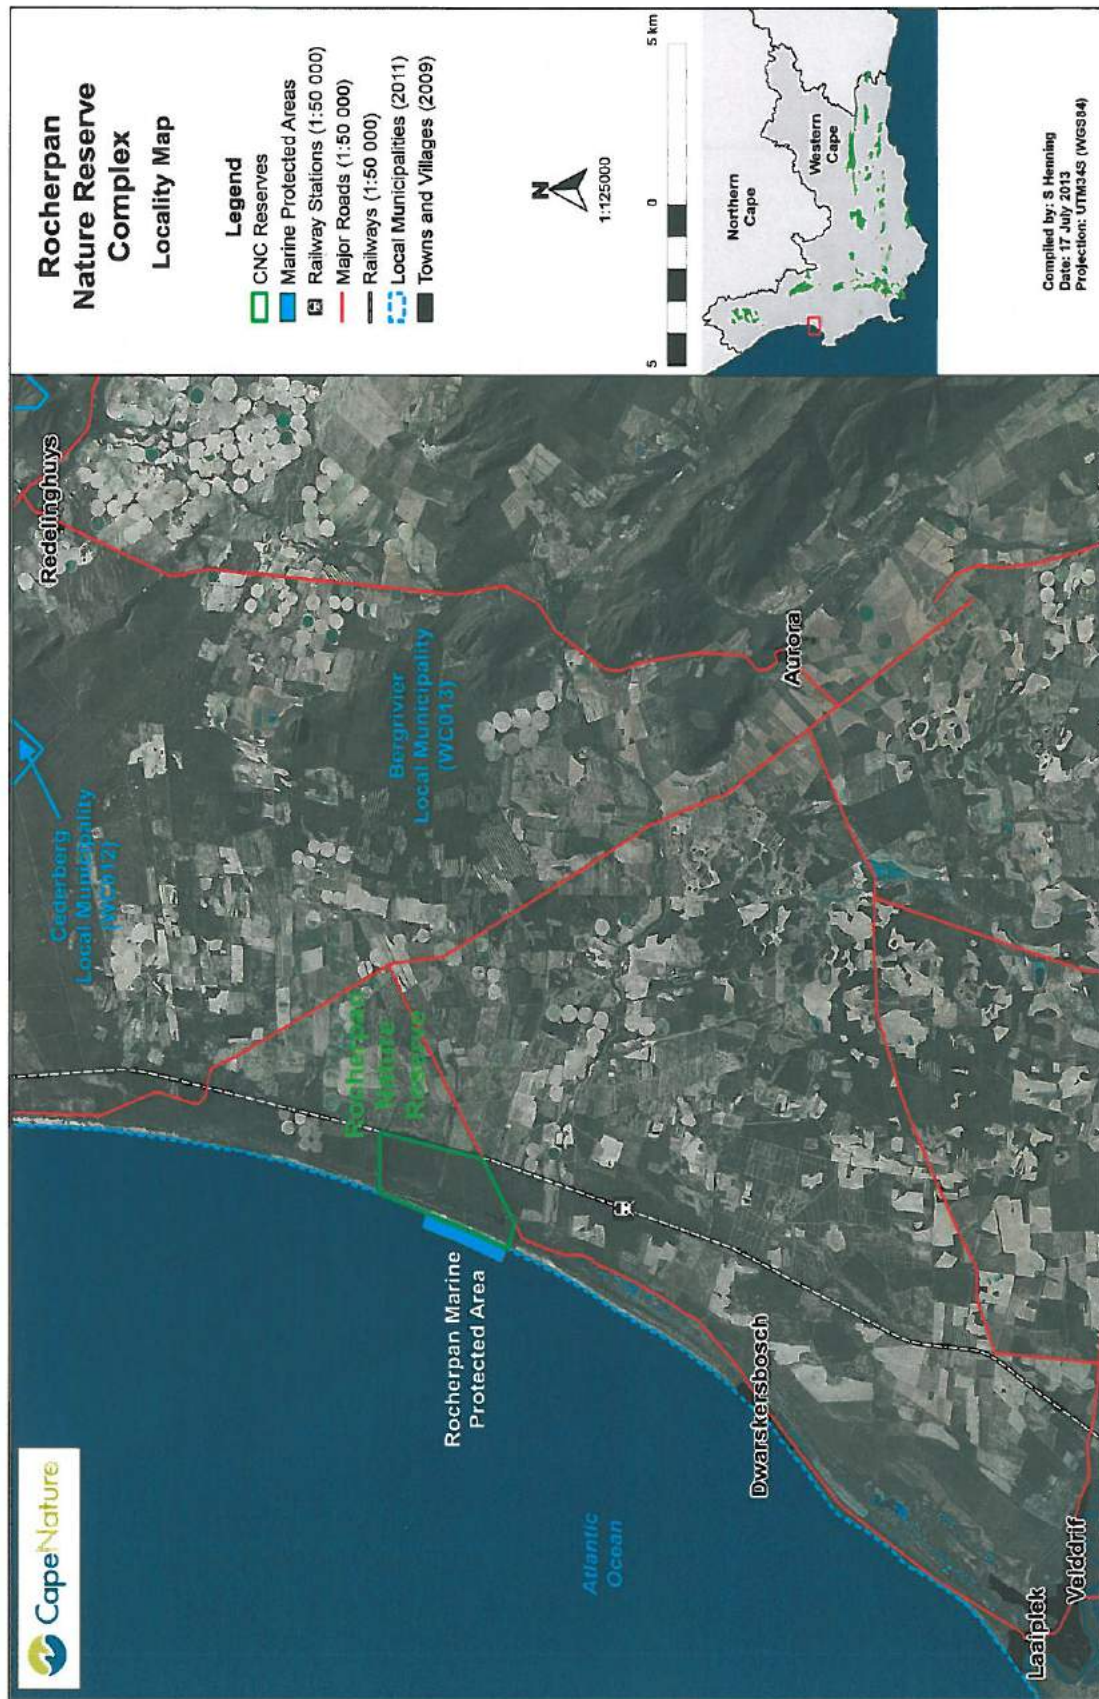 CapeNature
Rocherpan
Nature Reserve
Complex
Locality Map
Legend
CNC Reserves
Marine Protected Areas
Railway Stations (1:50 000)
Major Roads (1:50 000)
Railways (1:50 000)
Local Municipalities (2011)
Towns and Villages (2009)
N
1:125000
5
0
5 km
Northern
Cape
Western
Cape
Compiled by: S Henning
Date: 17 July 2013
Projection: UTM34S (WGS84)
Redelinghuys
Cederberg
Local Municipality
(WC012)
Bergrivier
Local Municipality
(WC013)
Rocherpan
Nature
Reserve
Rocherpan Marine
Protected Area
Aurora
Dwarskersbosch
Atlantic
Ocean
Laaiplek
Velddrif